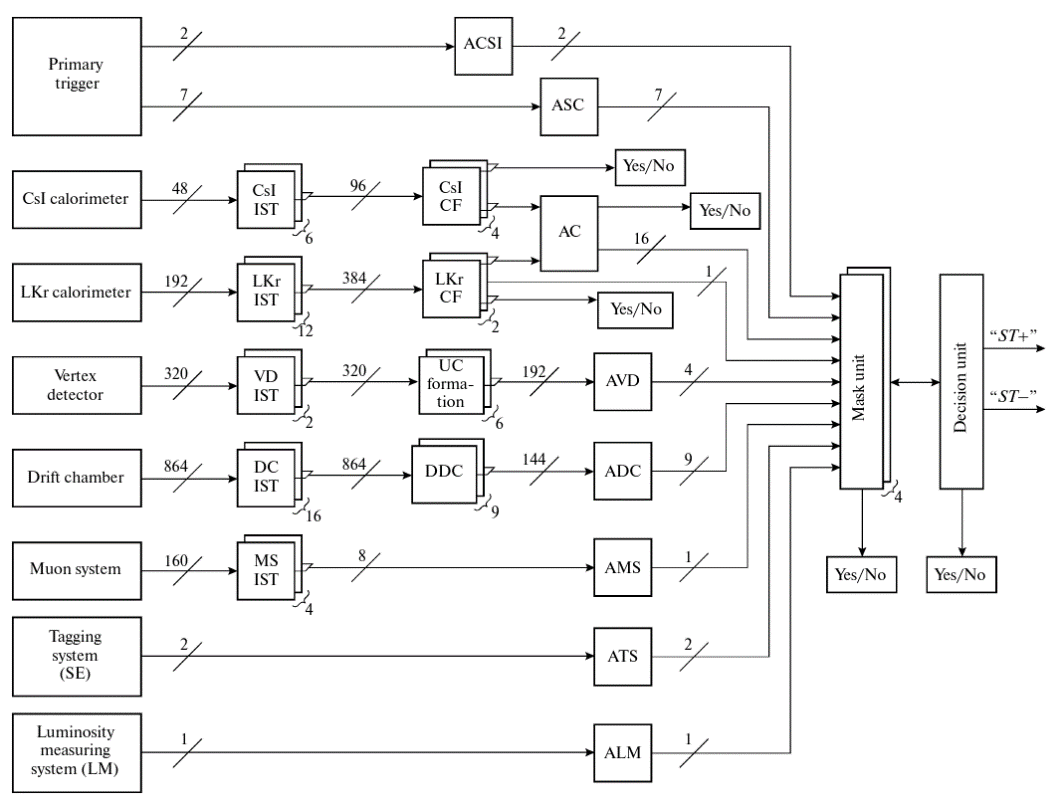 Primary
trigger
2
ACSI
2
7
ASC
7
CsI calorimeter
48
CsI
IST
6
96
CsI
CF
4
Yes/No
AC
Yes/No
16
LKr calorimeter
192
LKr
IST
12
384
LKr
CF
2
1
Yes/No
Vertex
detector
320
VD
IST
2
320
UC
forma-
tion
6
192
AVD
4
Drift chamber
864
DC
IST
16
864
DDC
9
144
ADC
9
Muon system
160
MS
IST
4
8
AMS
1
Tagging
system
(SE)
2
ATS
2
Luminosity
measuring
system (LM)
1
ALM
1
Mask unit
4
Yes/No
Decision unit
Yes/No
“ST+”
“ST−”